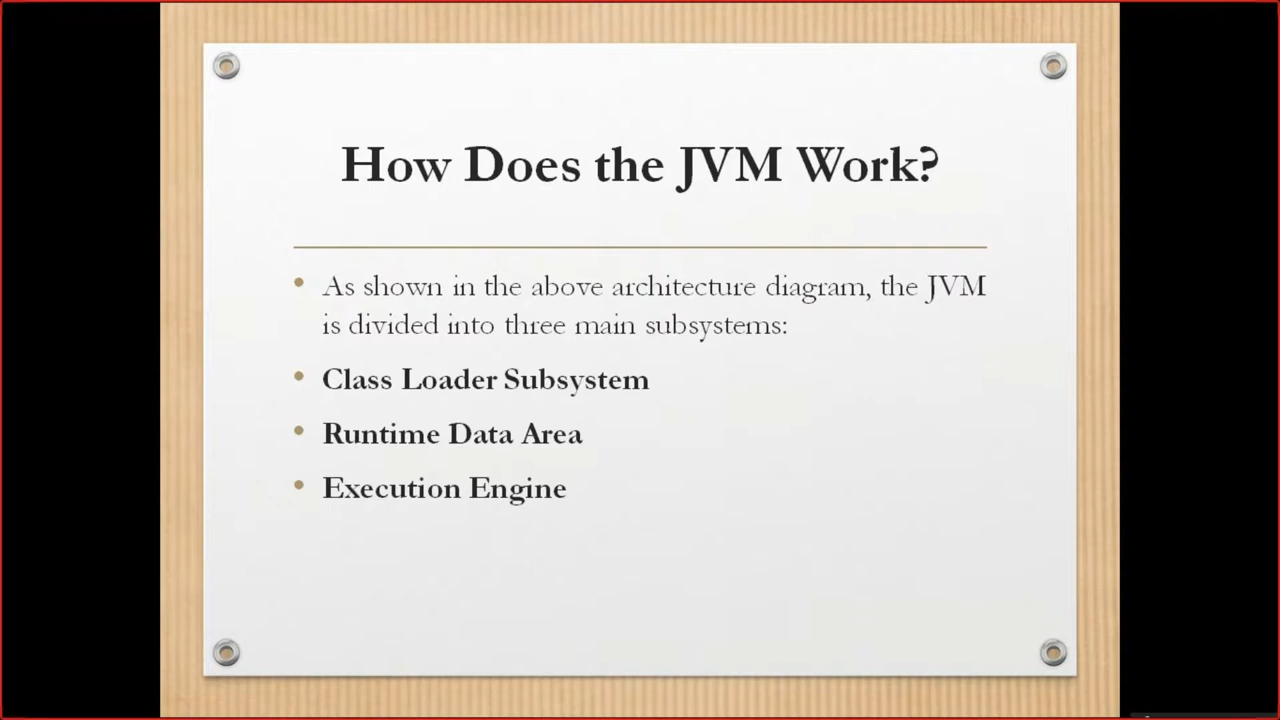 How Does the JVM Work?
As shown in the above architecture diagram, the JVM
is divided into three main subsystems:
Class Loader Subsystem
Runtime Data Area
Execution Engine